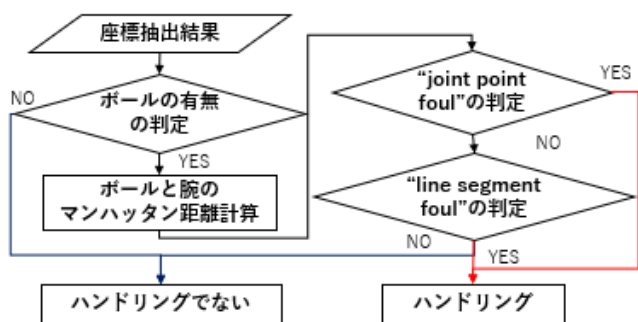 座標抽出結果
NO
ボールの有無
の判定
YES
ボールと腕の
マンハッタン距離計算
“joint point
foul”の判定
YES
NO
“line segment
foul”の判定
NO
YES
ハンドリングでない
ハンドリング